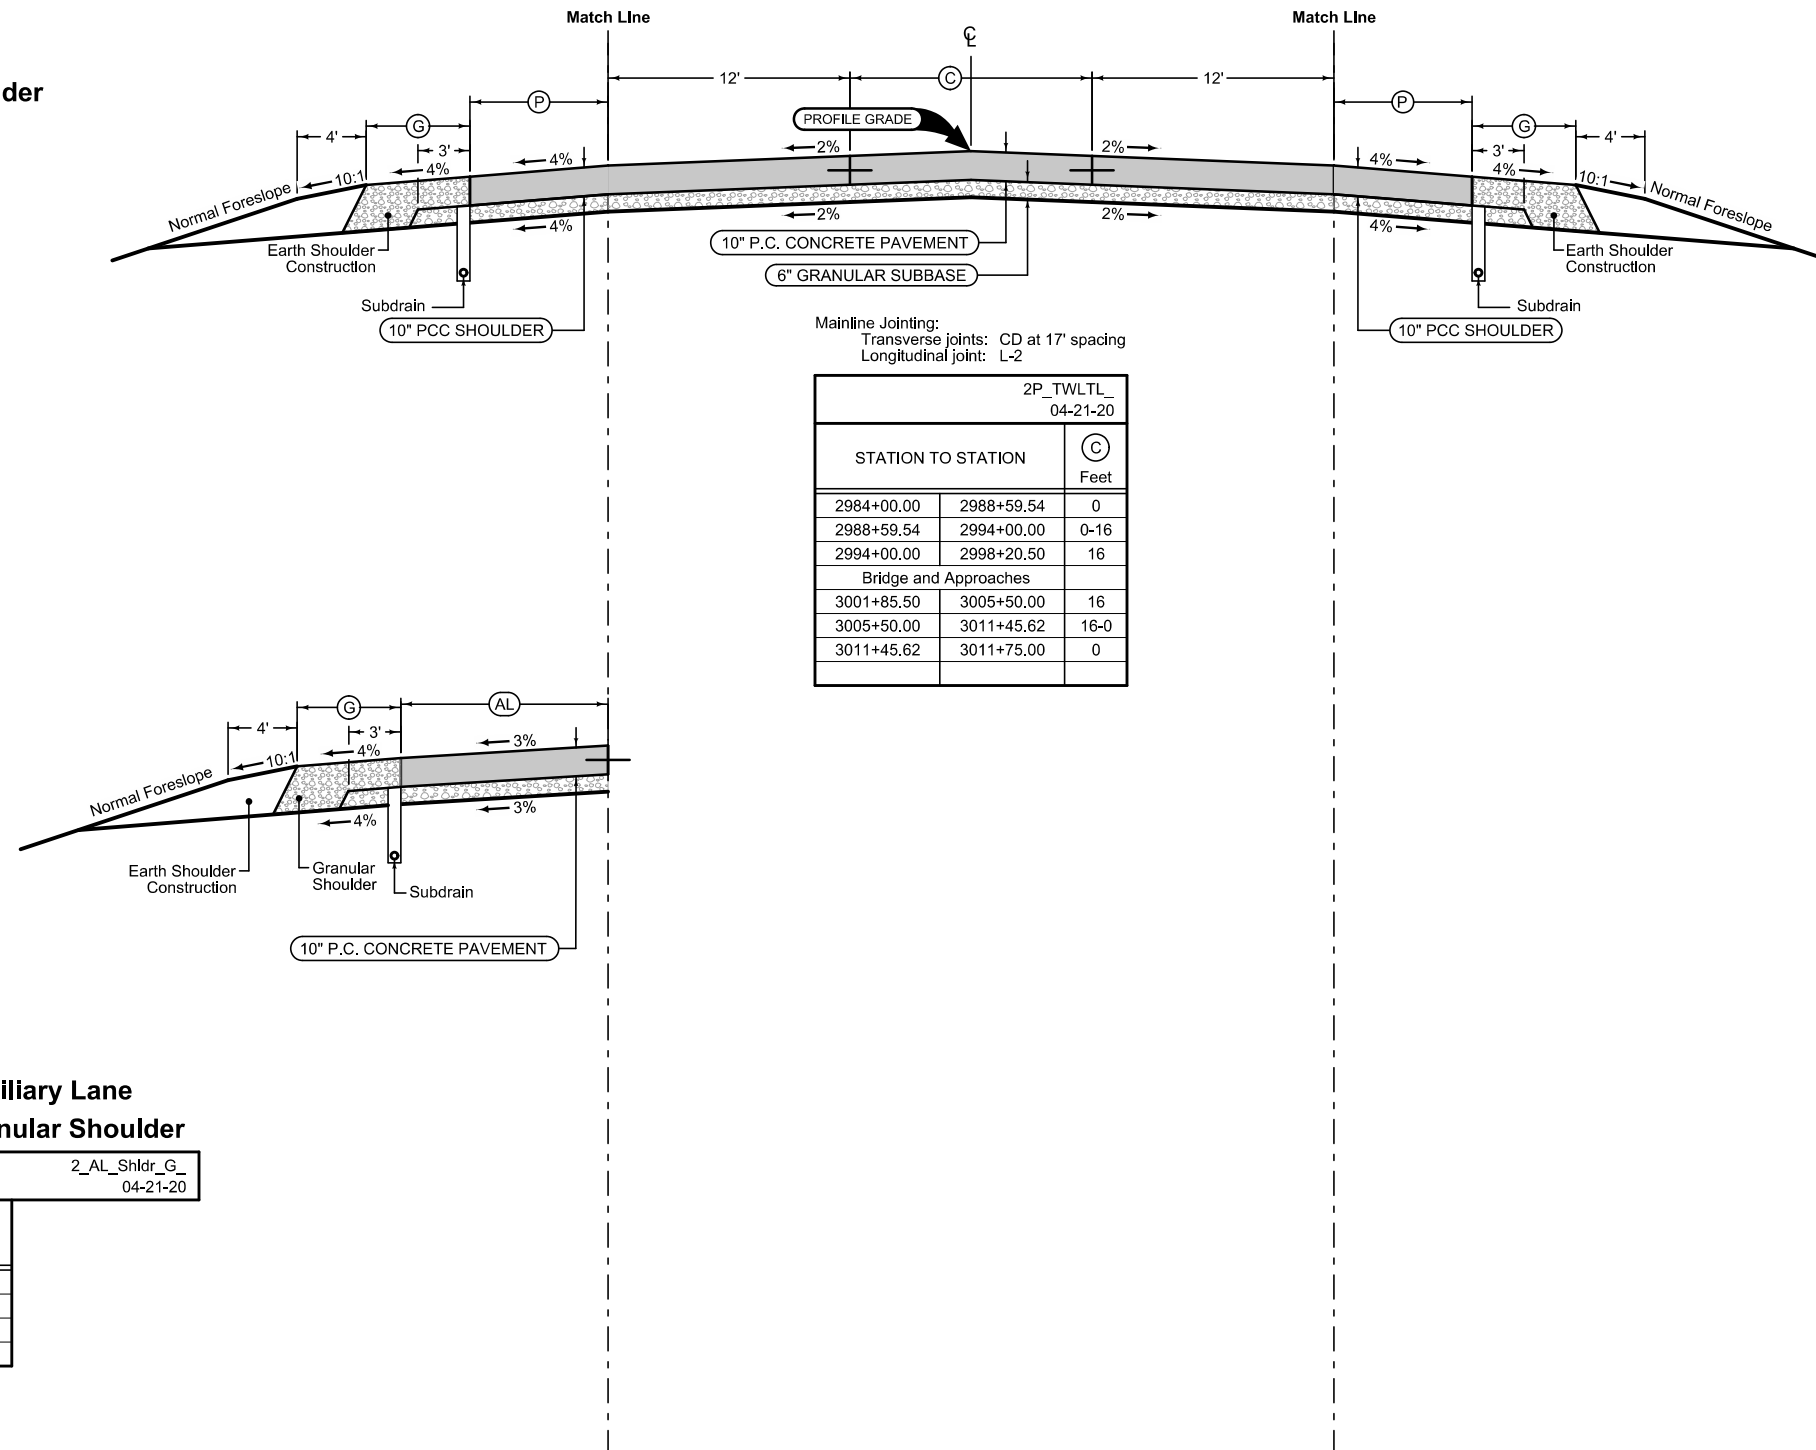 Match Line
Match Line
℄
der
12'
C
12'
P
P
G
G
4'
4'
3'
3'
PROFILE GRADE
2%
2%
4%
4%
4%
4%
10:1
10:1
Normal Foreslope
Normal Foreslope
2%
2%
4%
4%
Earth Shoulder
Construction
10" P.C. CONCRETE PAVEMENT
Earth Shoulder
Construction
6" GRANULAR SUBBASE
Subdrain
Subdrain
10" PCC SHOULDER
10" PCC SHOULDER
Mainline Jointing:
Transverse joints: CD at 17' spacing
Longitudinal joint: L-2
2P_TWLTL_
04-21-20
STATION TO STATION
C
Feet
2984+00.00 2988+59.54 0
2988+59.54 2994+00.00 0-16
2994+00.00 2998+20.50 16
Bridge and Approaches
3001+85.50 3005+50.00 16
3005+50.00 3011+45.62 16-0
3011+45.62 3011+75.00 0
G
AL
4'
3'
3%
4%
10:1
Normal Foreslope
3%
4%
Earth Shoulder
Construction
Granular
Shoulder
Subdrain
10" P.C. CONCRETE PAVEMENT
iliary Lane
nular Shoulder
2_AL_Shldr_G_
04-21-20